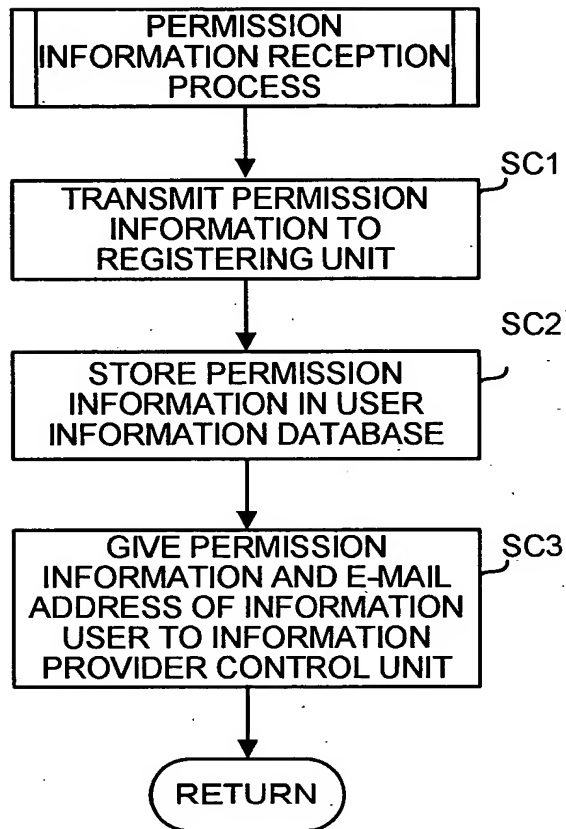 PERMISSION
INFORMATION RECEPTION
PROCESS
SC1
TRANSMIT PERMISSION
INFORMATION TO
REGISTERING UNIT
SC2
STORE PERMISSION
INFORMATION IN USER
INFORMATION DATABASE
SC3
GIVE PERMISSION
INFORMATION AND E-MAIL
ADDRESS OF INFORMATION
USER TO INFORMATION
PROVIDER CONTROL UNIT
RETURN